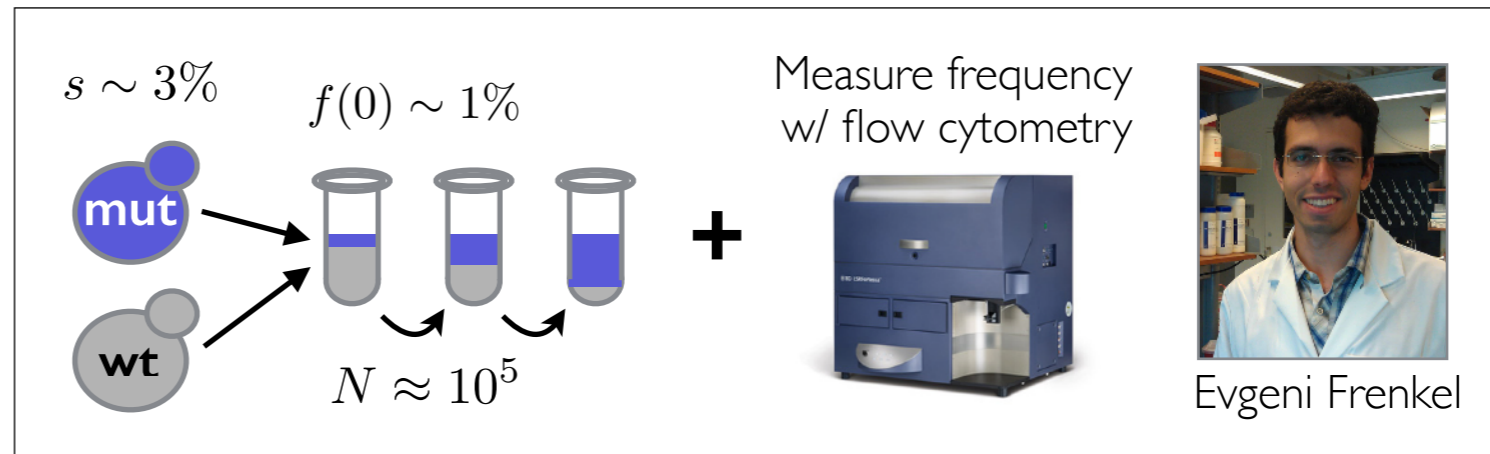 s ∼ 3%
f(0) ∼ 1%
mut
wt
N ≈ 10⁵
+
Measure frequency
w/ flow cytometry
Evgeni Frenkel